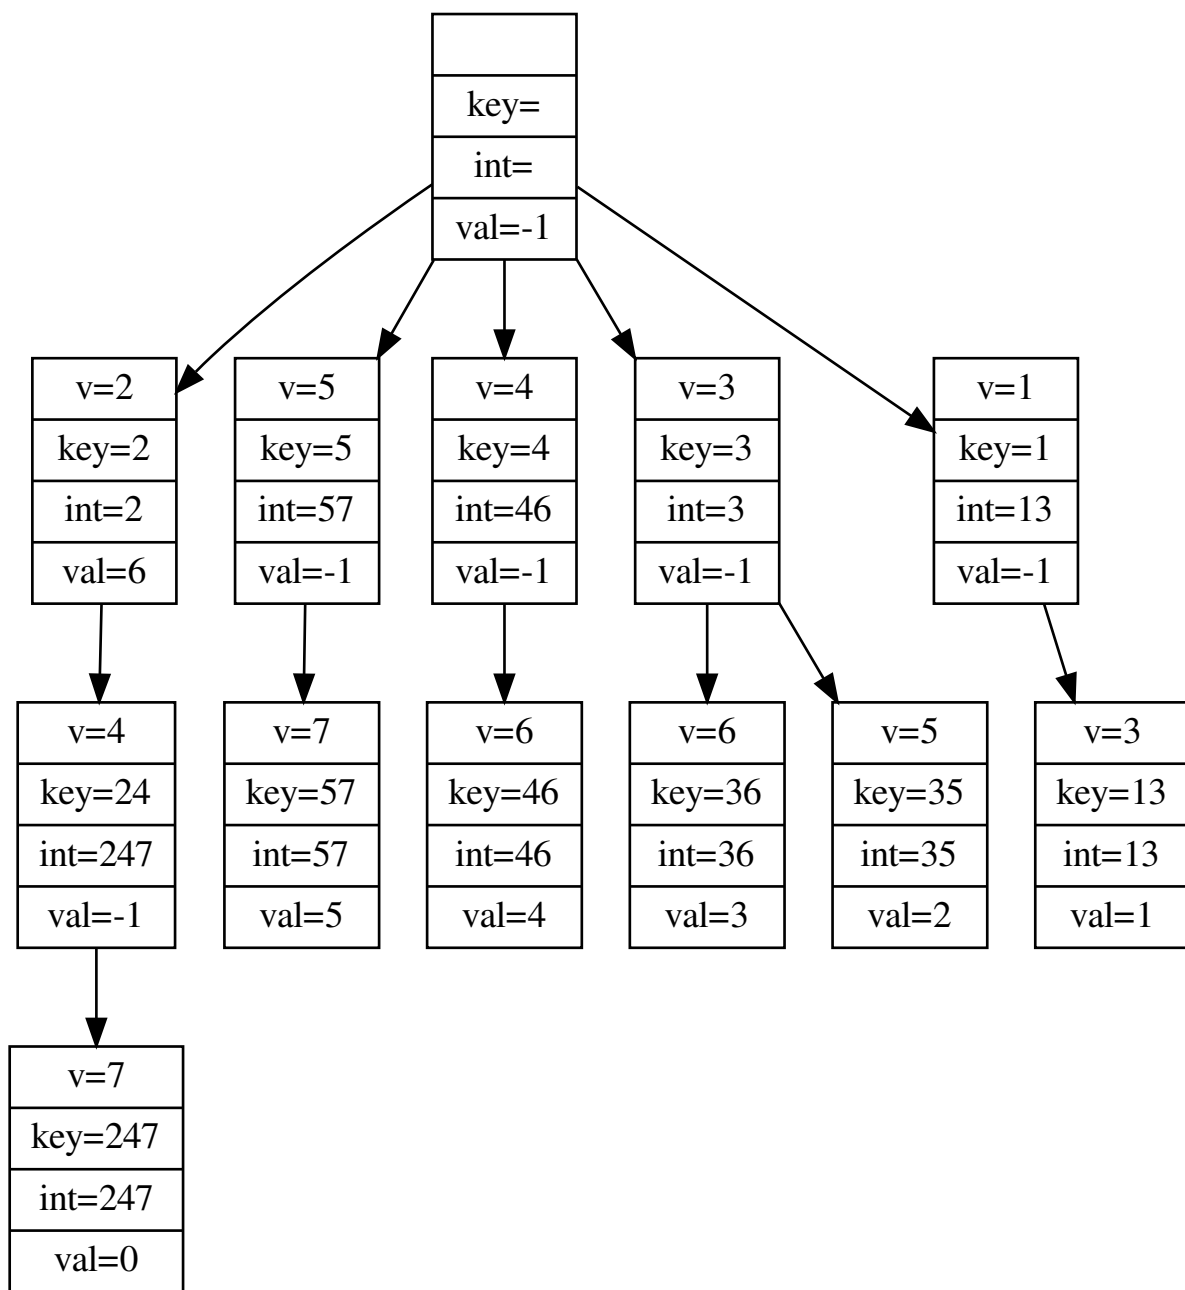 key=
int=
val=-1
v=2
key=2
int=2
val=6
v=5
key=5
int=57
val=-1
v=4
key=4
int=46
val=-1
v=3
key=3
int=3
val=-1
v=1
key=1
int=13
val=-1
v=4
key=24
int=247
val=-1
v=7
key=57
int=57
val=5
v=6
key=46
int=46
val=4
v=6
key=36
int=36
val=3
v=5
key=35
int=35
val=2
v=3
key=13
int=13
val=1
v=7
key=247
int=247
val=0